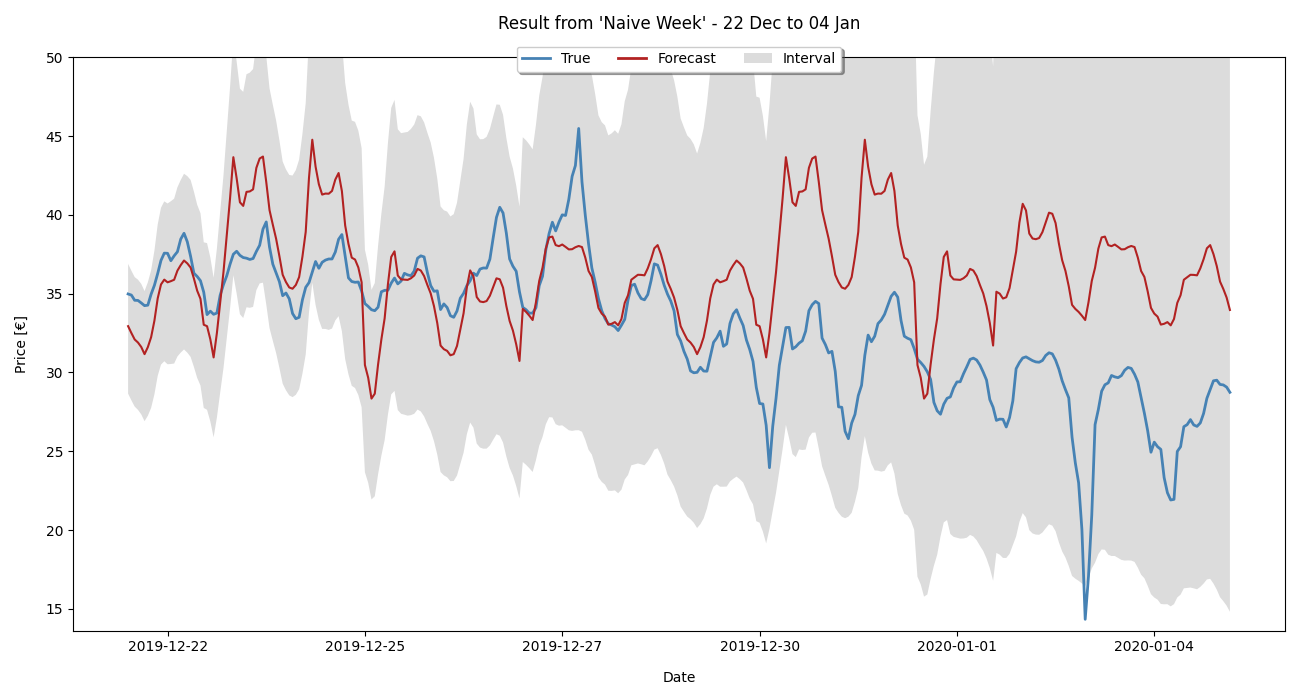 Result from 'Naive Week' - 22 Dec to 04 Jan
True Forecast Interval
50
45
40
35
30
25
20
15
Price [€]
2019-12-22 2019-12-25 2019-12-27 2019-12-30 2020-01-01 2020-01-04
Date